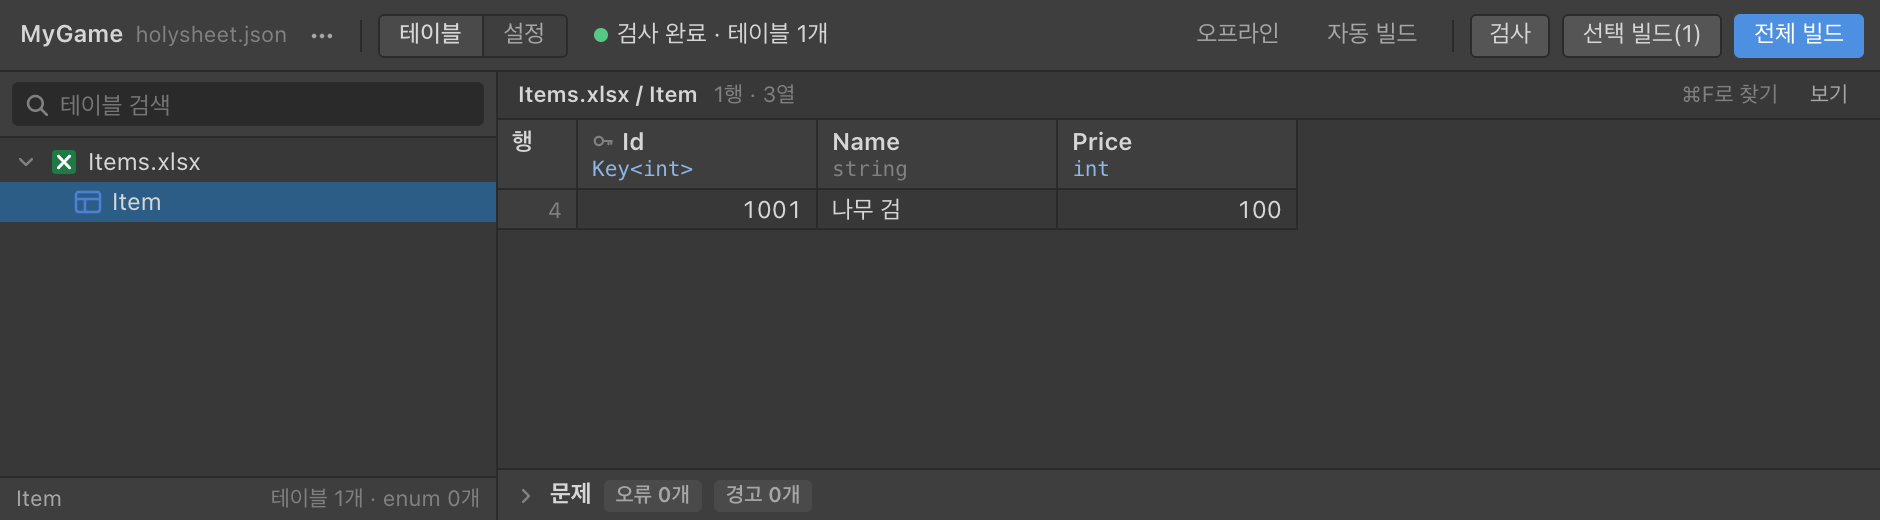 MyGame holysheet.json ••• 테이블 설정 검사 완료 · 테이블 1개 오프라인 자동 빌드 검사 선택 빌드(1) 전체 빌드
테이블 검색
Items.xlsx
Item
Item 테이블 1개 · enum 0개
Items.xlsx / Item 1행 · 3열 ⌘F로 찾기 보기
행 Id Name Price
Key<int> string int
4 1001 나무 검 100
문제 오류 0개 경고 0개